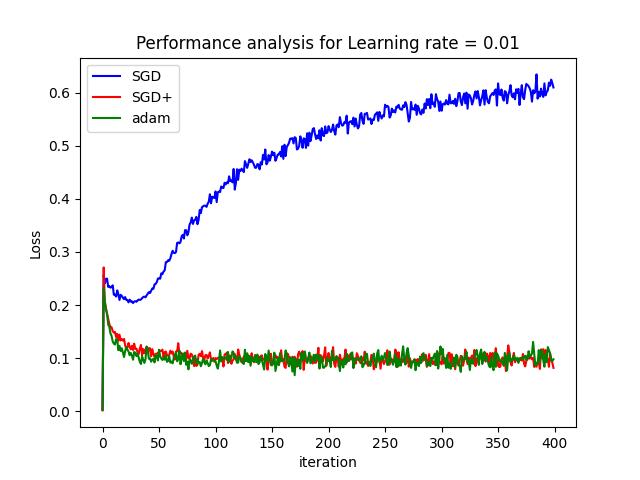 Performance analysis for Learning rate = 0.01
SGD
SGD+
adam
Loss
0.6
0.5
0.4
0.3
0.2
0.1
0.0
0 50 100 150 200 250 300 350 400
iteration